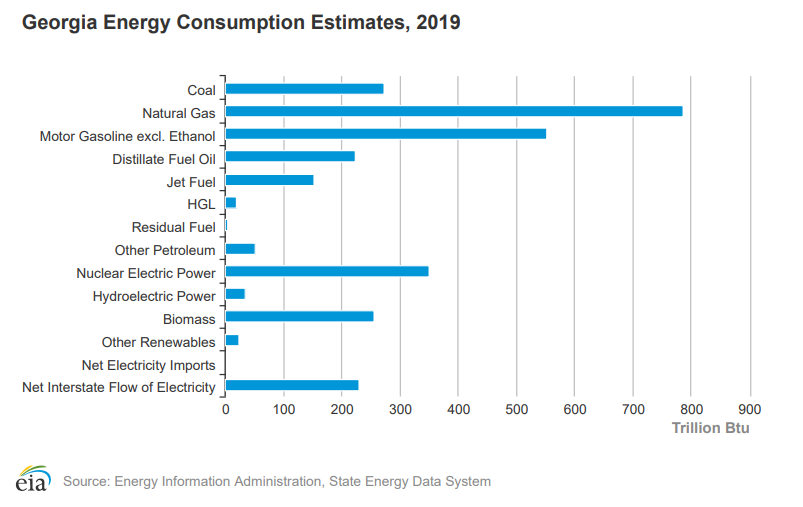 Georgia Energy Consumption Estimates, 2019
Coal
Natural Gas
Motor Gasoline excl. Ethanol
Distillate Fuel Oil
Jet Fuel
HGL
Residual Fuel
Other Petroleum
Nuclear Electric Power
Hydroelectric Power
Biomass
Other Renewables
Net Electricity Imports
Net Interstate Flow of Electricity
0 100 200 300 400 500 600 700 800 900
Trillion Btu
eia
Source: Energy Information Administration, State Energy Data System